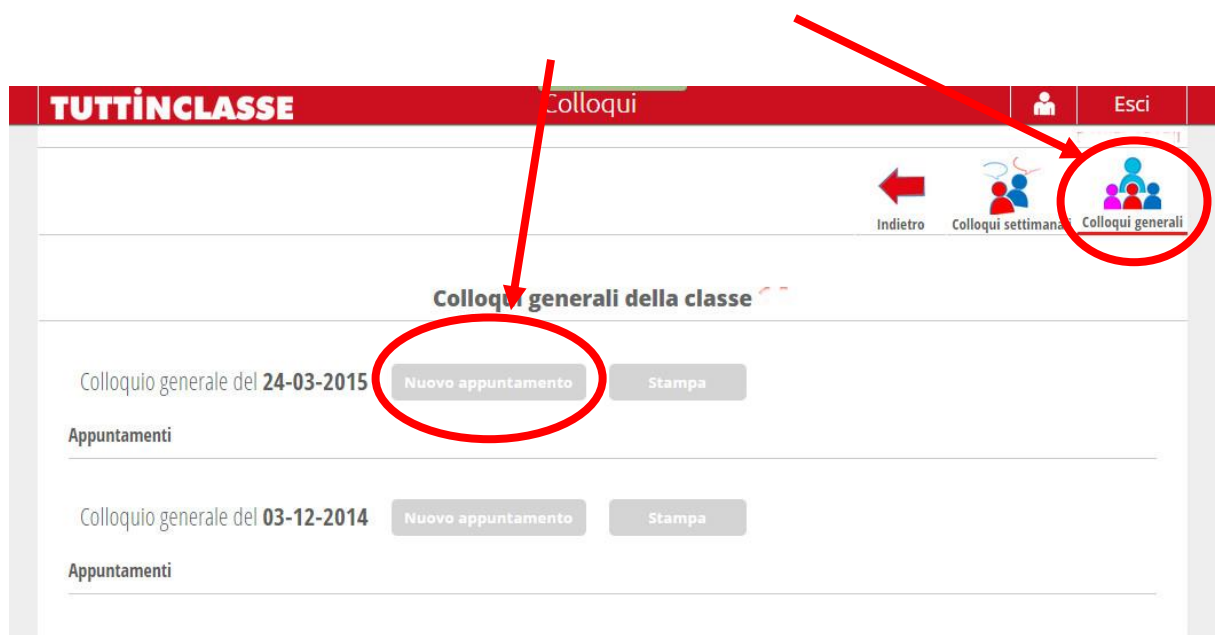 TUTTiNCLASSE Colloqui Esci
Indietro Colloqui settimanali Colloqui generali
Colloqui generali della classe
Colloquio generale del 24-03-2015 Nuovo appuntamento Stampa
Appuntamenti
Colloquio generale del 03-12-2014 Nuovo appuntamento Stampa
Appuntamenti